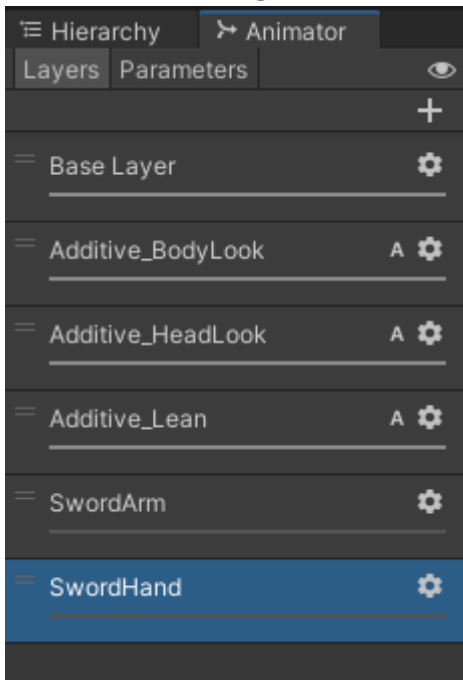 Hierarchy Animator
Layers Parameters
Base Layer
Additive_BodyLook A
Additive_HeadLook A
Additive_Lean A
SwordArm
SwordHand